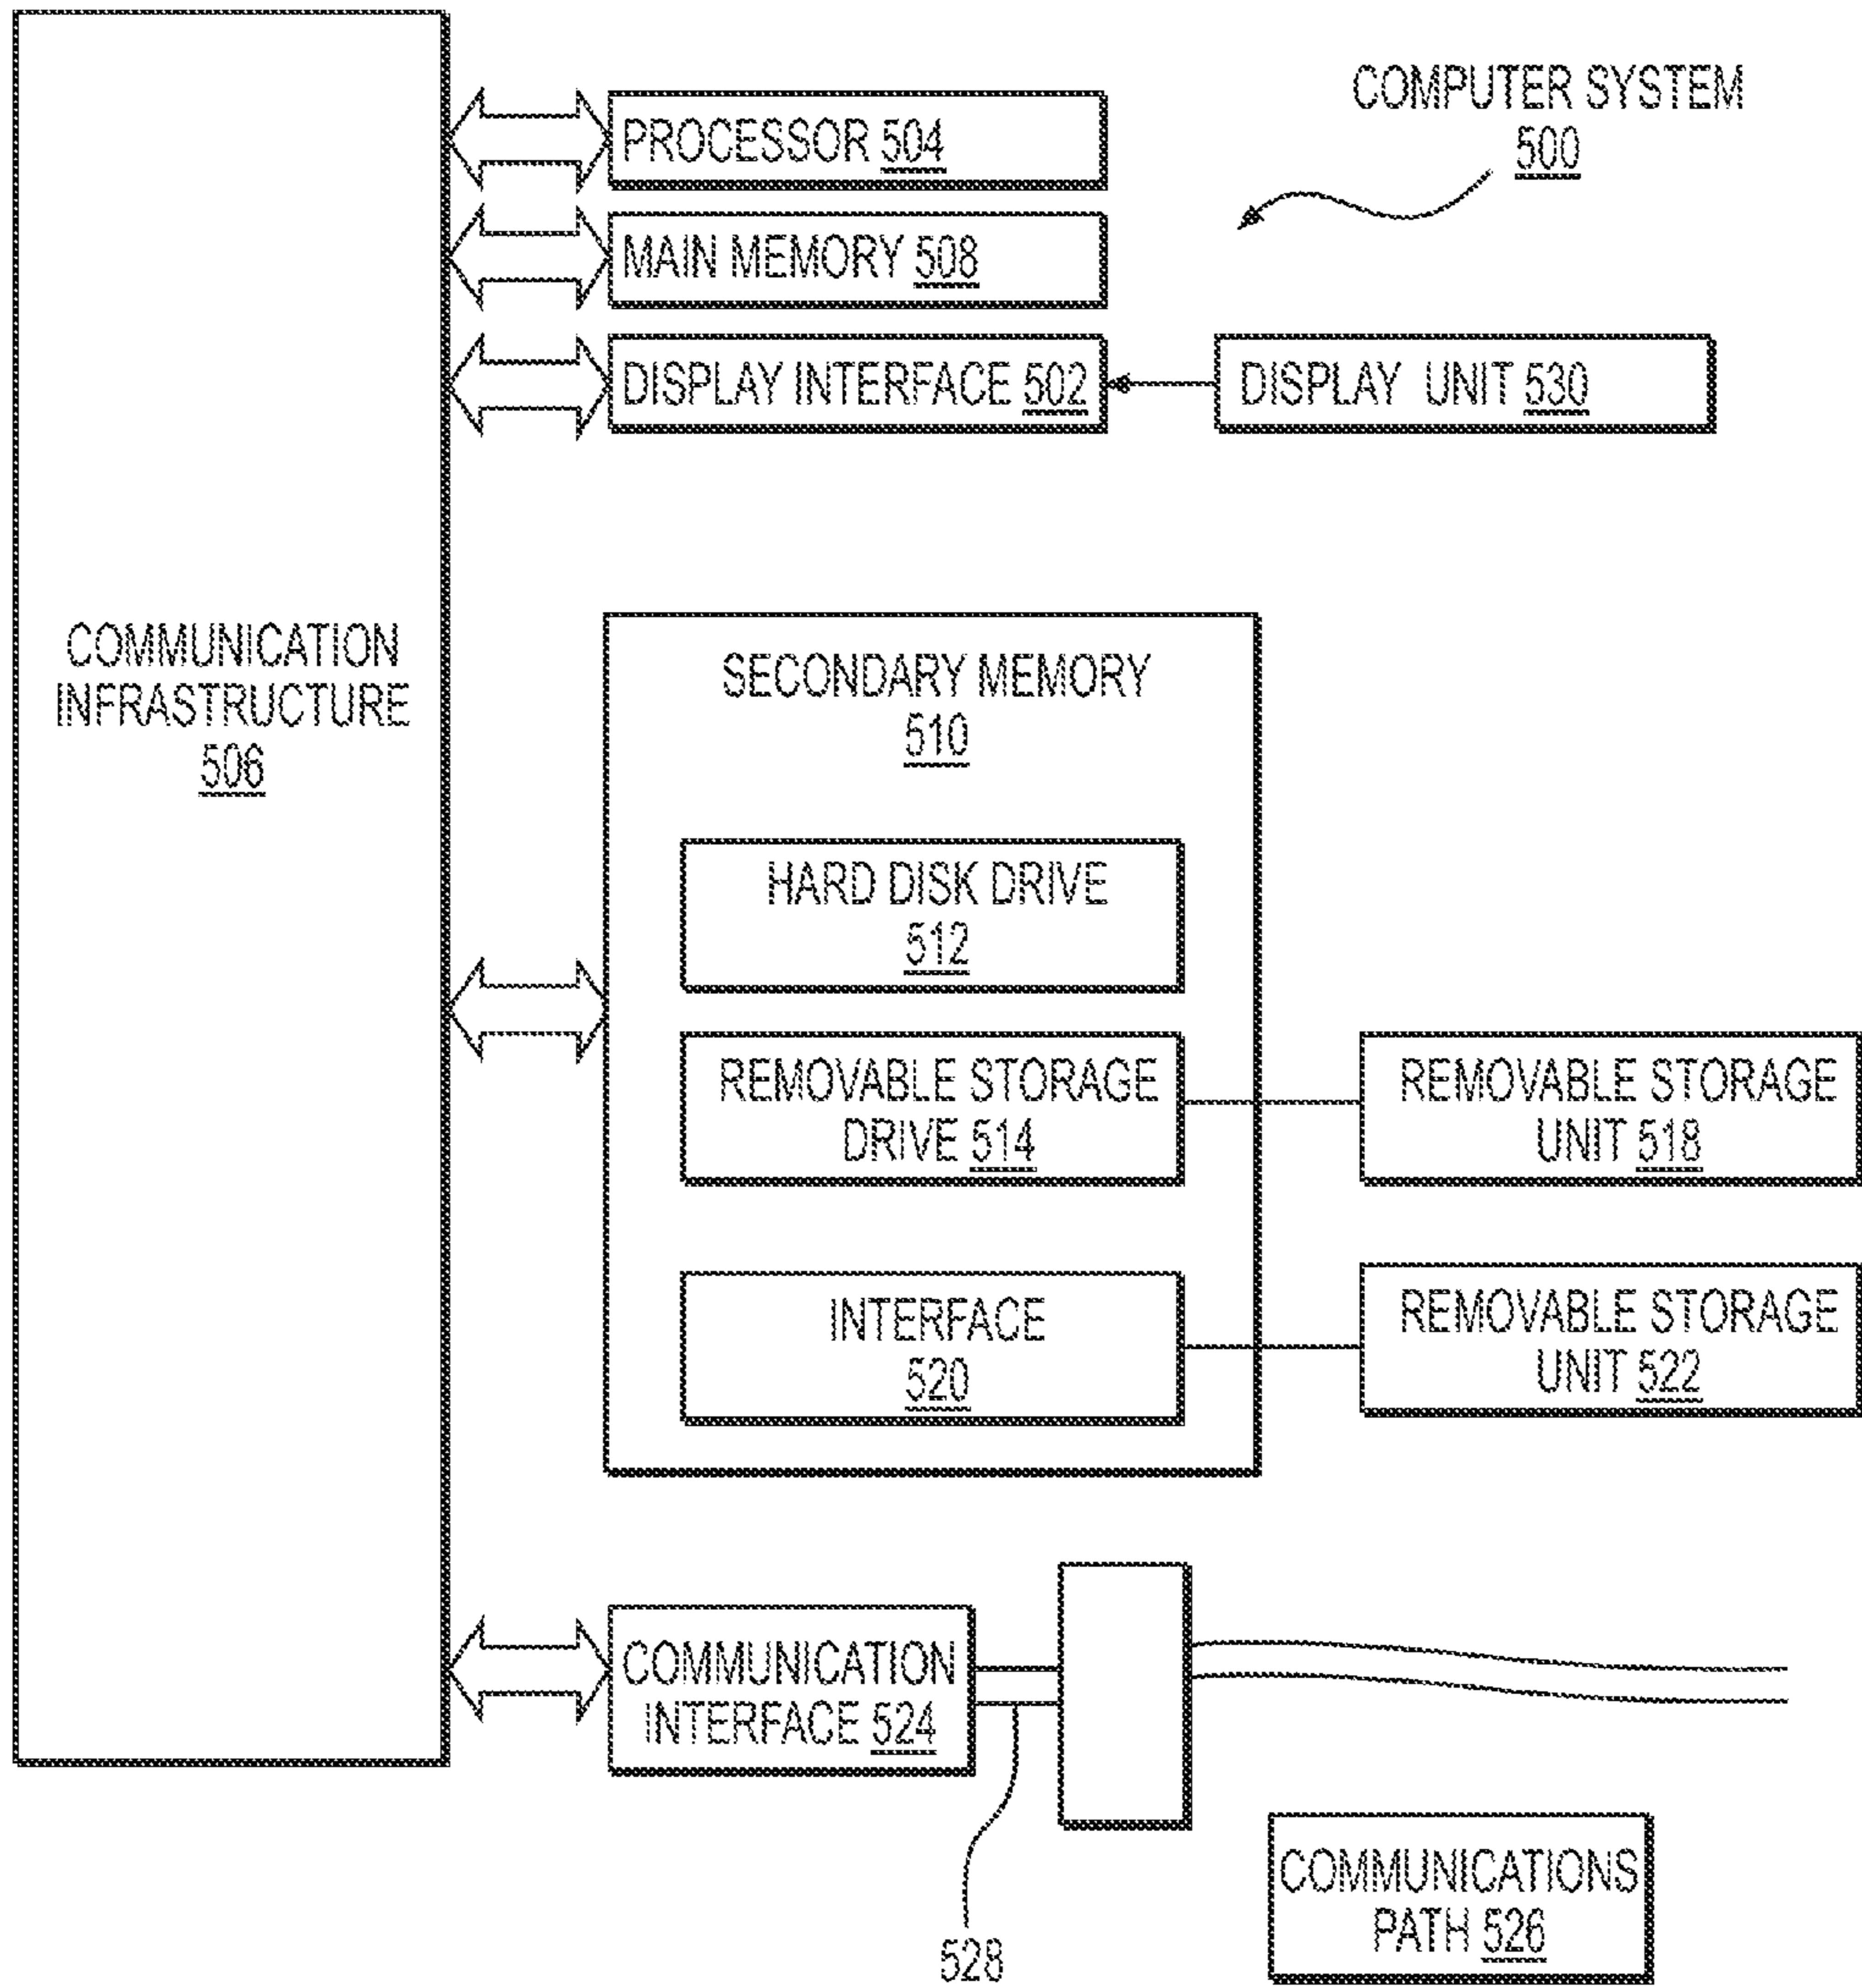 COMPUTER SYSTEM
500
PROCESSOR 504
MAIN MEMORY 508
DISPLAY INTERFACE 502
DISPLAY UNIT 530
COMMUNICATION
INFRASTRUCTURE
506
SECONDARY MEMORY
510
HARD DISK DRIVE
512
REMOVABLE STORAGE
DRIVE 514
REMOVABLE STORAGE
UNIT 518
INTERFACE
520
REMOVABLE STORAGE
UNIT 522
COMMUNICATION
INTERFACE 524
528
COMMUNICATIONS
PATH 526